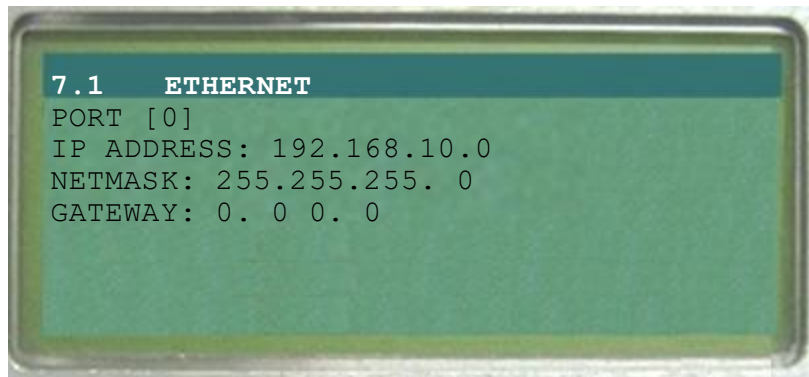 7.1 ETHERNET
PORT [0]
IP ADDRESS: 192.168.10.0
NETMASK: 255.255.255. 0
GATEWAY: 0. 0 0. 0